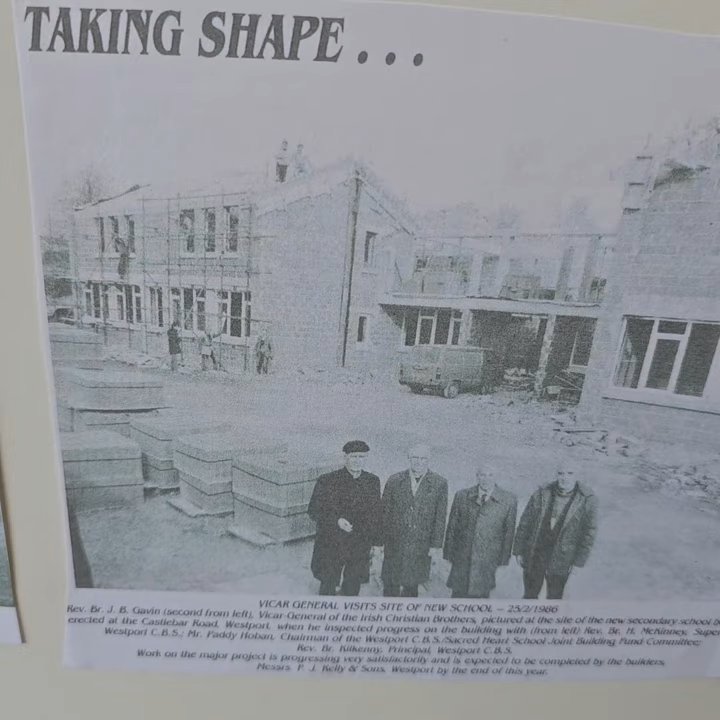 TAKING SHAPE . . .
VICAR GENERAL VISITS SITE OF NEW SCHOOL – 25/2/1986
Rev. Br. J. B. Gavin (second from left), Vicar-General of the Irish Christian Brothers, pictured at the site of the new secondary school b
erected at the Castlebar Road, Westport, when he inspected progress on the building with (from left) Rev. Br. H. McKinney, Supe
Westport C.B.S.; Mr. Paddy Hoban, Chairman of the Westport C.B.S./Sacred Heart School Joint Building Fund Committee;
Rev. Br. Kilkenny, Principal, Westport C.B.S.
Work on the major project is progressing very satisfactorily and is expected to be completed by the builders,
Messrs. P. J. Kelly & Sons, Westport by the end of this year.